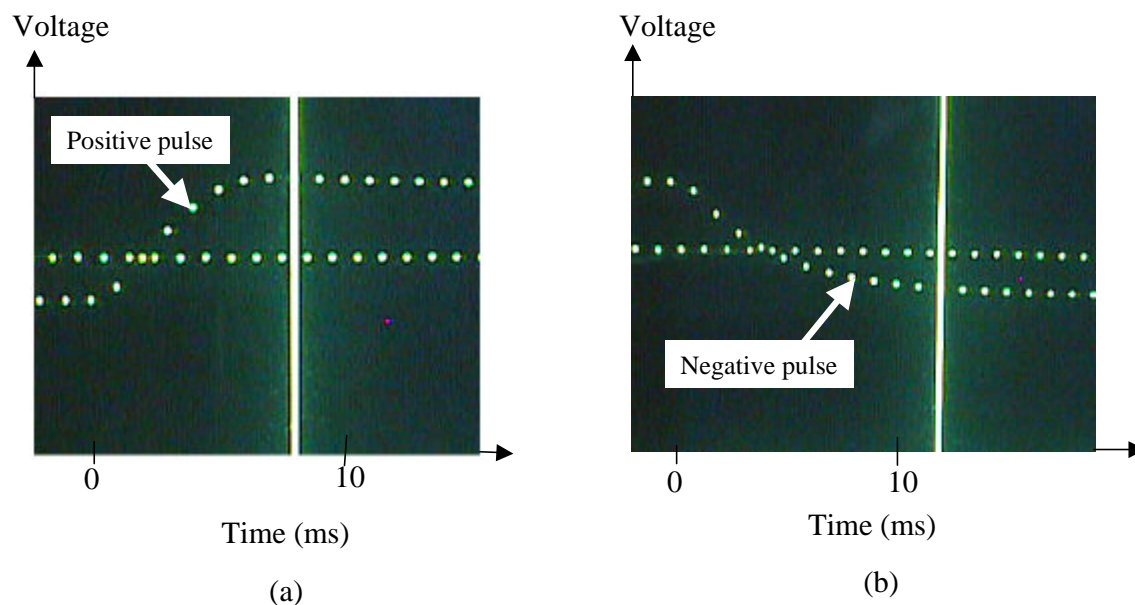 Voltage
Positive pulse
0
10
Time (ms)
(a)
Voltage
Negative pulse
0
10
Time (ms)
(b)